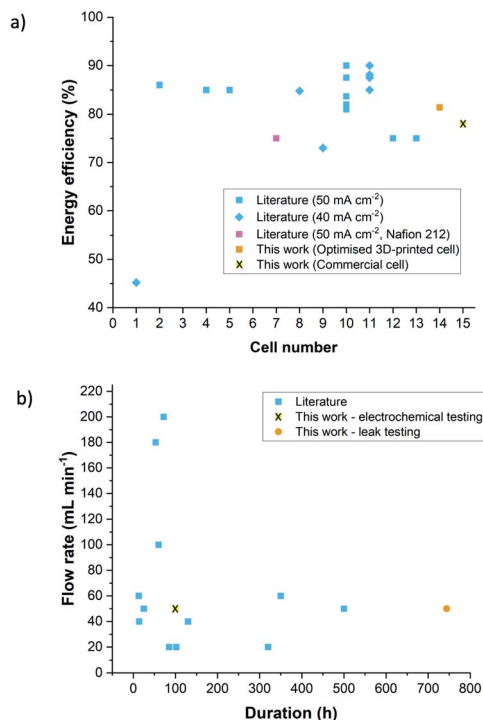 a)
100
90
80
70
60
50
40
Energy efficiency (%)
Literature (50 mA cm⁻²)
Literature (40 mA cm⁻²)
Literature (50 mA cm⁻², Nafion 212)
This work (Optimised 3D-printed cell)
This work (Commercial cell)
0 1 2 3 4 5 6 7 8 9 10 11 12 13 14 15
Cell number
b)
220
200
180
160
140
120
100
80
60
40
20
0
Flow rate (mL min⁻¹)
Literature
This work - electrochemical testing
This work - leak testing
0 100 200 300 400 500 600 700 800
Duration (h)